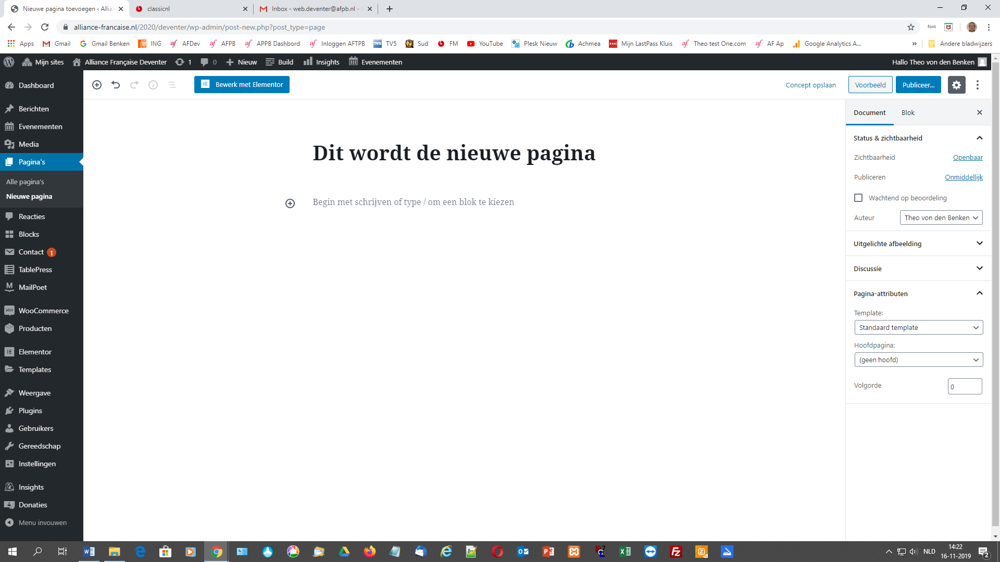 Nieuwe pagina toevoegen ‹ Allia
classicnl
Inbox - web.deventer@afpb.nl -
alliance-francaise.nl/2020/deventer/wp-admin/post-new.php?post_type=page
font
Apps Gmail Gmail Benken ING AFDev AFPB APPB Dashbord Inloggen AFTPB TV5 Sud FM YouTube Plesk Nieuw Achmea Mijn LastPass Kluis Theo test One.com AF Ap Google Analytics A... » Andere bladwijzers
Mijn sites Alliance Française Deventer 1 0 Nieuw Build Insights Evenementen Hallo Theo von den Benken
Bewerk met Elementor Concept opslaan Voorbeeld Publiceer...
Dashboard
Berichten
Evenementen
Media
Pagina's
Alle pagina's
Nieuwe pagina
Reacties
Blocks
Contact 1
TablePress
MailPoet
WooCommerce
Producten
Elementor
Templates
Weergave
Plugins
Gebruikers
Gereedschap
Instellingen
Insights
Donaties
Menu invouwen
Dit wordt de nieuwe pagina
Begin met schrijven of type / om een blok te kiezen
Document Blok
Status & zichtbaarheid
Zichtbaarheid Openbaar
Publiceren Onmiddellijk
Wachtend op beoordeling
Auteur Theo von den Benken
Uitgelichte afbeelding
Discussie
Pagina-attributen
Template:
Standaard template
Hoofdpagina:
(geen hoofd)
Volgorde 0
NLD
14:22
16-11-2019
2